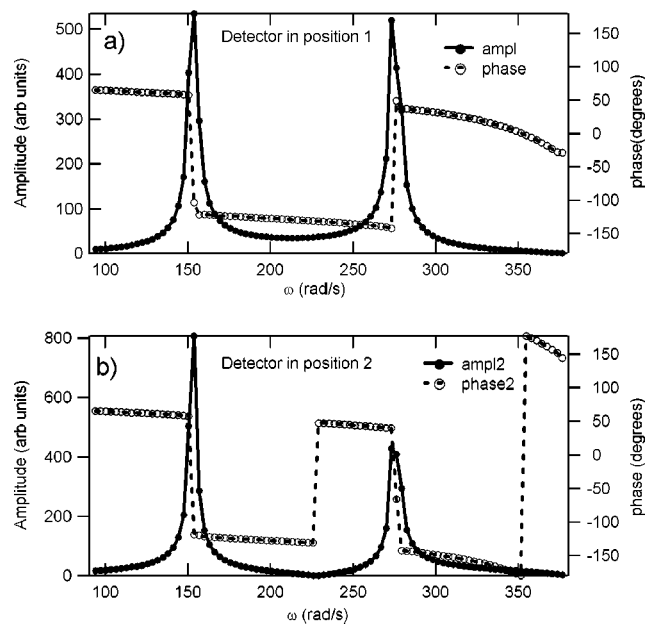 a)
Detector in position 1
ampl
phase
Amplitude (arb units)
500
400
300
200
100
0
phase(degrees)
150
100
50
0
-50
-100
-150
100 150 200 250 300 350
ω (rad/s)
b)
Detector in position 2
ampl2
phase2
Amplitude (arb units)
800
600
400
200
0
phase (degrees)
150
100
50
0
-50
-100
-150
100 150 200 250 300 350
ω (rad/s)